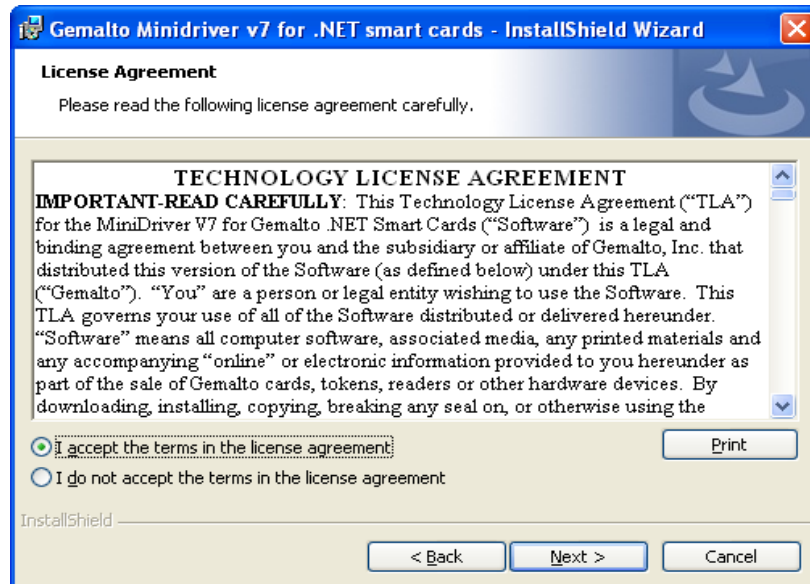 Gemalto Minidriver v7 for .NET smart cards - InstallShield Wizard
License Agreement
Please read the following license agreement carefully.
TECHNOLOGY LICENSE AGREEMENT
IMPORTANT-READ CAREFULLY: This Technology License Agreement (“TLA”)
for the MiniDriver V7 for Gemalto .NET Smart Cards (“Software”) is a legal and
binding agreement between you and the subsidiary or affiliate of Gemalto, Inc. that
distributed this version of the Software (as defined below) under this TLA
(“Gemalto”). “You” are a person or legal entity wishing to use the Software. This
TLA governs your use of all of the Software distributed or delivered hereunder.
“Software” means all computer software, associated media, any printed materials and
any accompanying “online” or electronic information provided to you hereunder as
part of the sale of Gemalto cards, tokens, readers or other hardware devices. By
downloading, installing, copying, breaking any seal on, or otherwise using the
I accept the terms in the license agreement
Print
I do not accept the terms in the license agreement
InstallShield
< Back
Next >
Cancel